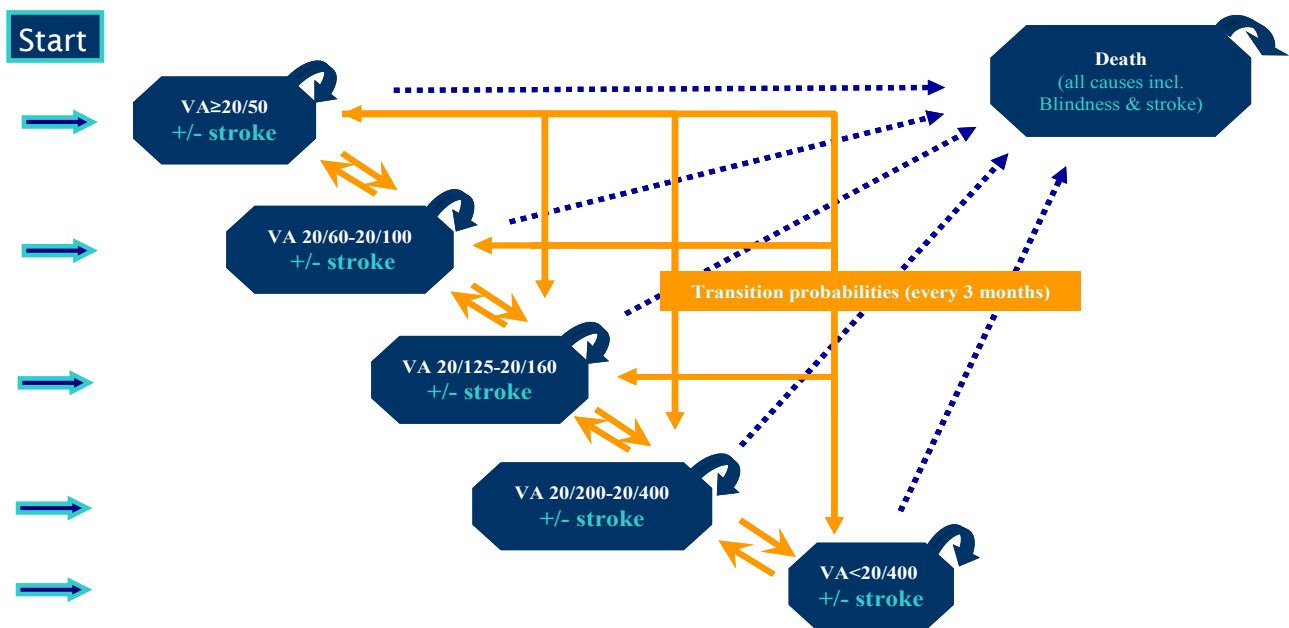 Start
Death
(all causes incl.
Blindness & stroke)
VA≥20/50
+/- stroke
VA 20/60-20/100
+/- stroke
Transition probabilities (every 3 months)
VA 20/125-20/160
+/- stroke
VA 20/200-20/400
+/- stroke
VA<20/400
+/- stroke